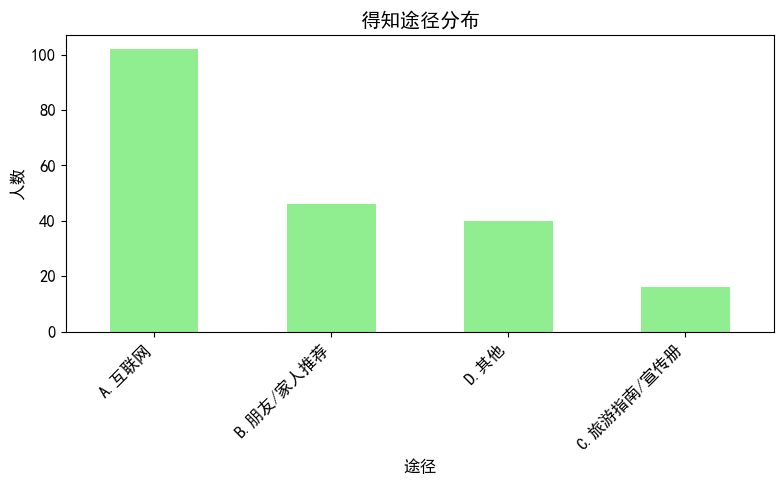 得知途径分布
人数
100
80
60
40
20
0
A. 互联网
B. 朋友/家人推荐
D. 其他
C. 旅游指南/宣传册
途径